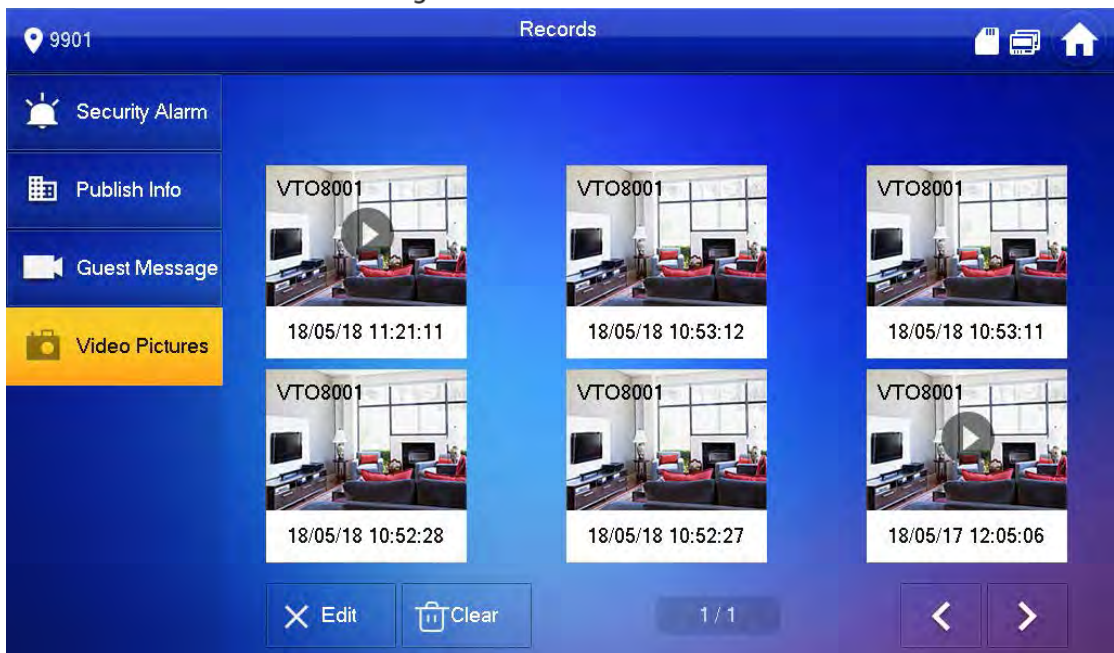 Records
9901
Security Alarm
Publish Info
Guest Message
Video Pictures
VTO8001
VTO8001
VTO8001
18/05/18 11:21:11
18/05/18 10:53:12
18/05/18 10:53:11
VTO8001
VTO8001
VTO8001
18/05/18 10:52:28
18/05/18 10:52:27
18/05/17 12:05:06
Edit
Clear
1/1